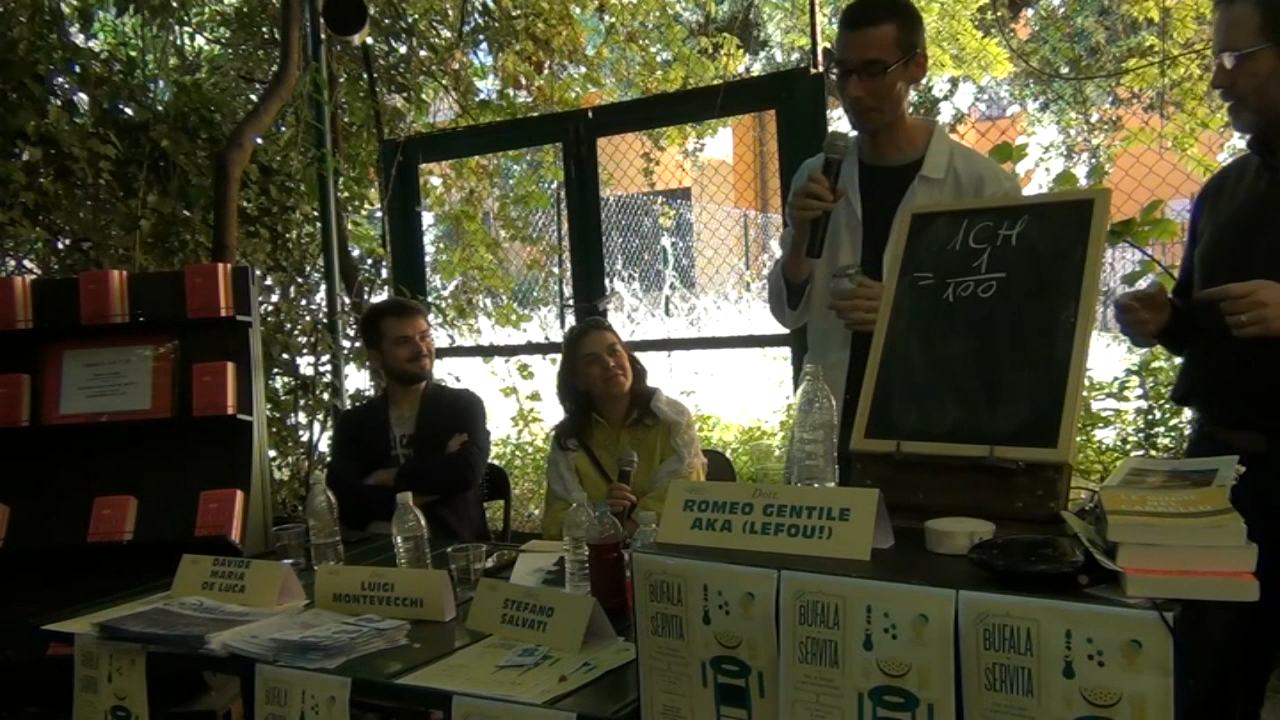 1CH
= 1
100
Dott.
ROMEO GENTILE
AKA (LEFOU!)
DAVIDE
MARIA
DE LUCA
LUIGI
MONTEVECCHI
STEFANO
SALVATI
BUFALA
SERVITA
BUFALA
SERVITA
BUFALA
SERVITA
BUFALA